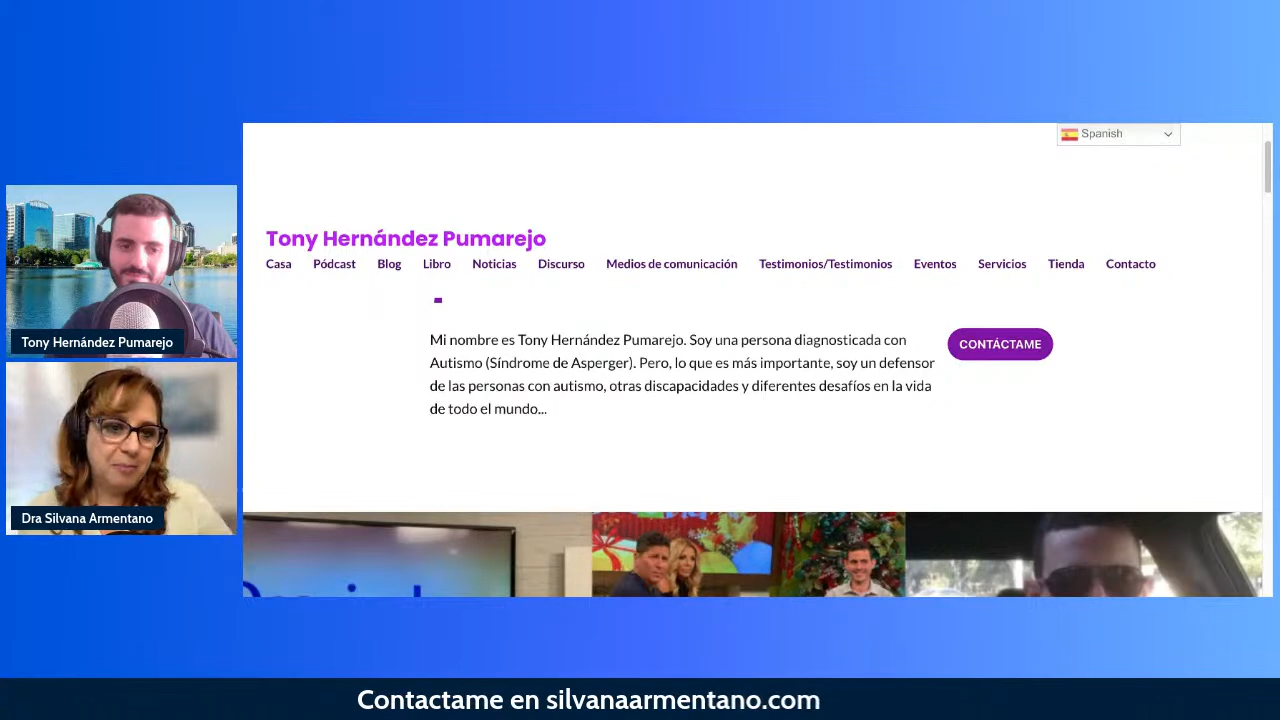 Spanish
Tony Hernández Pumarejo
Casa Pódcast Blog Libro Noticias Discurso Medios de comunicación Testimonios/Testimonios Eventos Servicios Tienda Contacto
Mi nombre es Tony Hernández Pumarejo. Soy una persona diagnosticada con
Autismo (Síndrome de Asperger). Pero, lo que es más importante, soy un defensor
de las personas con autismo, otras discapacidades y diferentes desafíos en la vida
de todo el mundo...
CONTÁCTAME
Tony Hernández Pumarejo
Dra Silvana Armentano
Contactame en silvanaarmentano.com